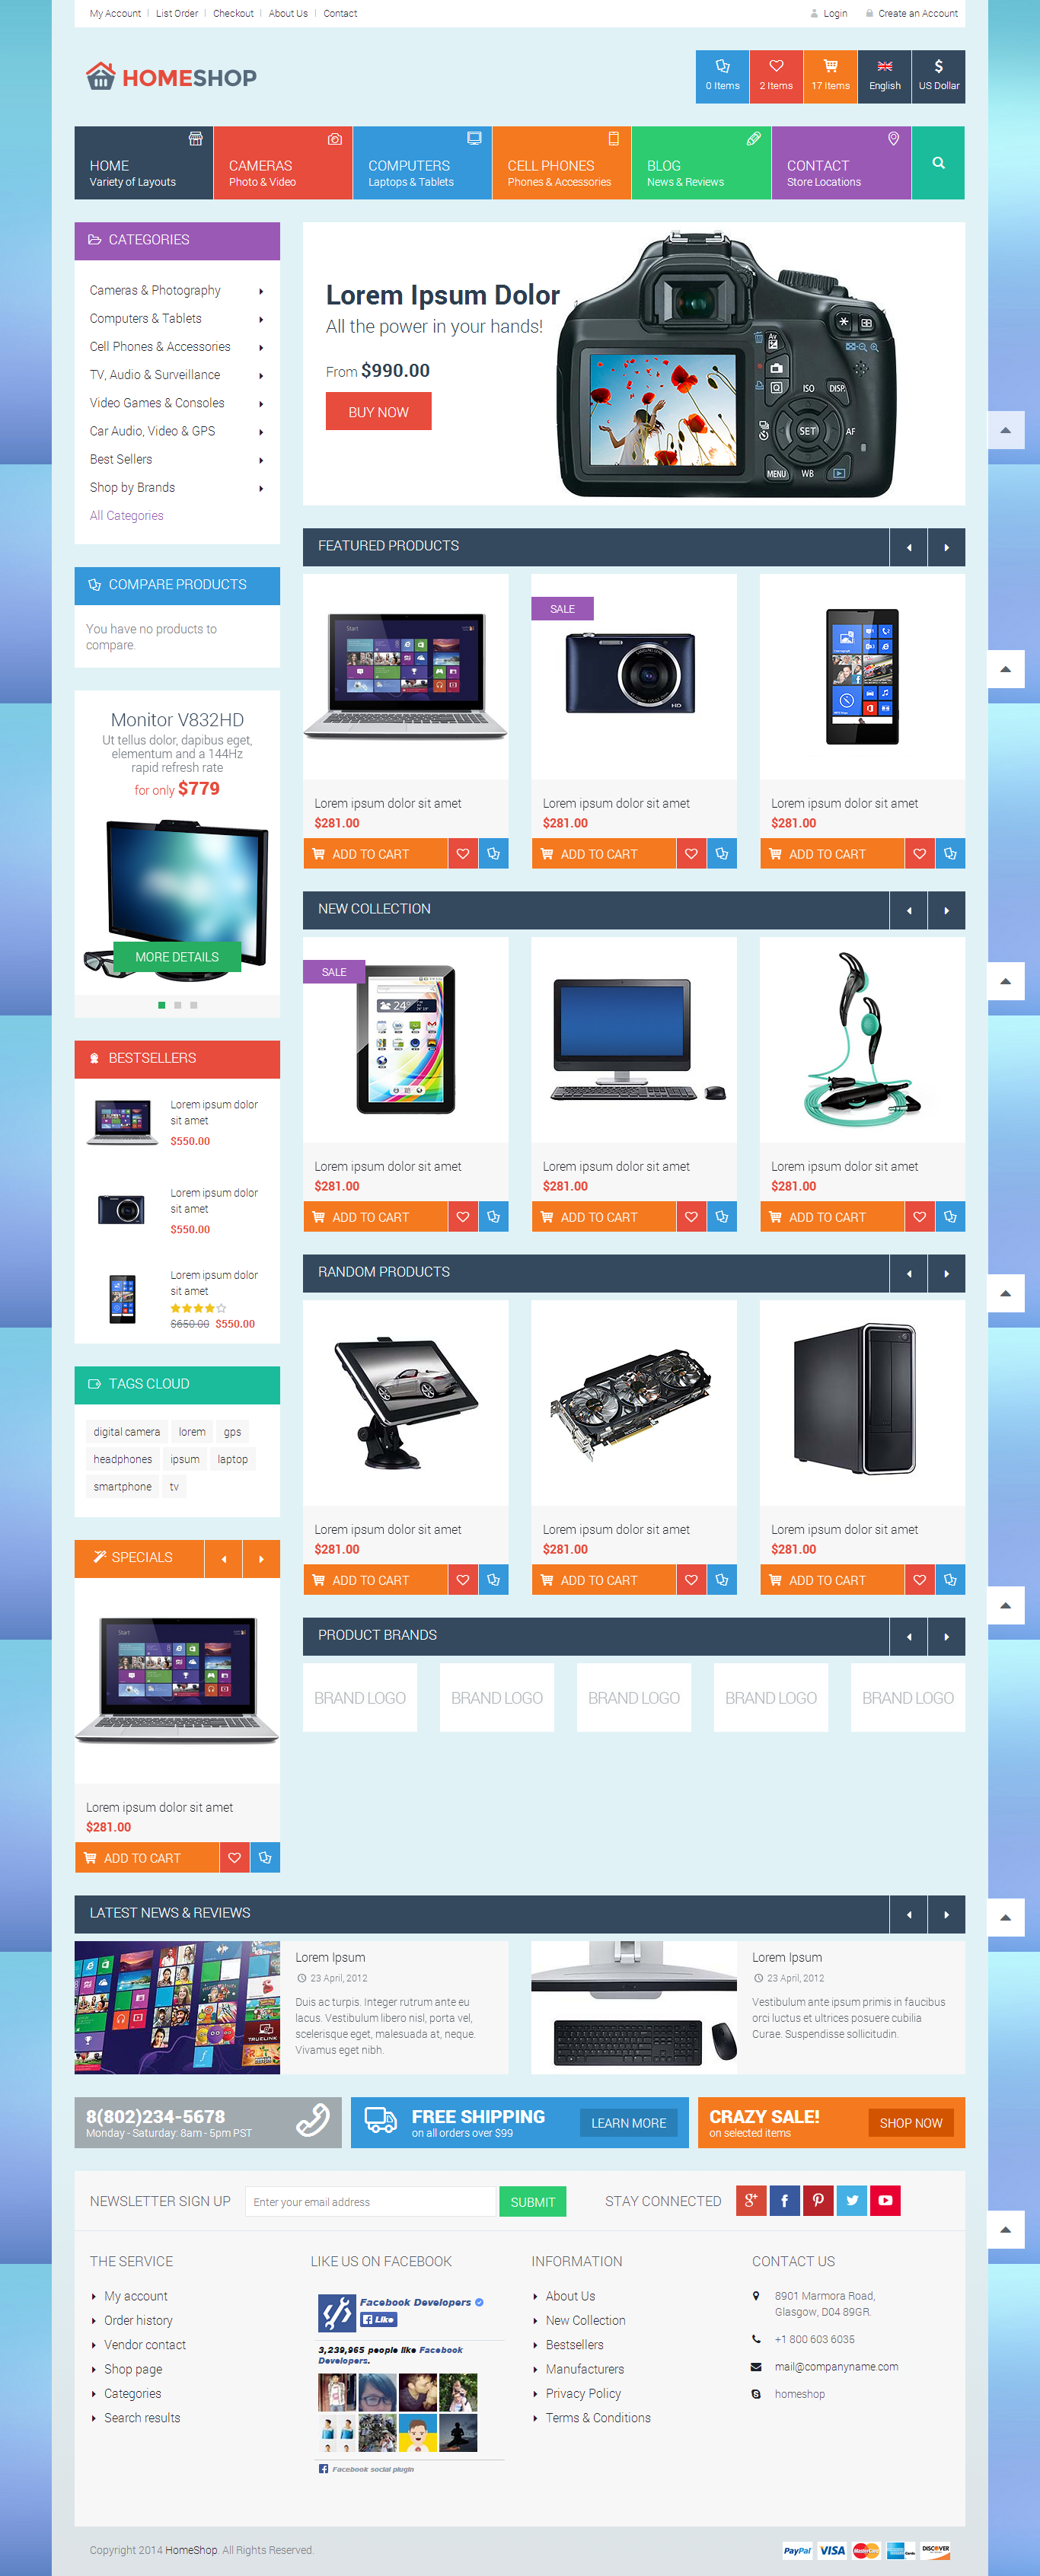 My Account
List Order
Checkout
About Us
Contact
Login
Create an Account
HOMESHOP
0 Items
2 Items
17 Items
English
US Dollar
HOME
Variety of Layouts
CAMERAS
Photo & Video
COMPUTERS
Laptops & Tablets
CELL PHONES
Phones & Accessories
BLOG
News & Reviews
CONTACT
Store Locations
CATEGORIES
Cameras & Photography
Computers & Tablets
Cell Phones & Accessories
TV, Audio & Surveillance
Video Games & Consoles
Car Audio, Video & GPS
Best Sellers
Shop by Brands
All Categories
Lorem Ipsum Dolor
All the power in your hands!
From $990.00
BUY NOW
Av
ISO
DISP.
SET
AF
MENU
WB
COMPARE PRODUCTS
You have no products to
compare.
Monitor V832HD
Ut tellus dolor, dapibus eget,
elementum and a 144Hz
rapid refresh rate
for only $779
MORE DETAILS
BESTSELLERS
Lorem ipsum dolor
sit amet
$550.00
Lorem ipsum dolor
sit amet
$550.00
Lorem ipsum dolor
sit amet
$650.00 $550.00
TAGS CLOUD
digital camera
lorem
gps
headphones
ipsum
laptop
smartphone
tv
SPECIALS
Start
Lorem ipsum dolor sit amet
$281.00
ADD TO CART
FEATURED PRODUCTS
Start
Lorem ipsum dolor sit amet
$281.00
ADD TO CART
SALE
HD
Lorem ipsum dolor sit amet
$281.00
ADD TO CART
Lorem ipsum dolor sit amet
$281.00
ADD TO CART
NEW COLLECTION
SALE
24°
Lorem ipsum dolor sit amet
$281.00
ADD TO CART
Lorem ipsum dolor sit amet
$281.00
ADD TO CART
Lorem ipsum dolor sit amet
$281.00
ADD TO CART
RANDOM PRODUCTS
Lorem ipsum dolor sit amet
$281.00
ADD TO CART
Lorem ipsum dolor sit amet
$281.00
ADD TO CART
Lorem ipsum dolor sit amet
$281.00
ADD TO CART
PRODUCT BRANDS
BRAND LOGO
BRAND LOGO
BRAND LOGO
BRAND LOGO
BRAND LOGO
LATEST NEWS & REVIEWS
TRUELINK
Lorem Ipsum
23 April, 2012
Duis ac turpis. Integer rutrum ante eu
lacus. Vestibulum libero nisl, porta vel,
scelerisque eget, malesuada at, neque.
Vivamus eget nibh.
Lorem Ipsum
23 April, 2012
Vestibulum ante ipsum primis in faucibus
orci luctus et ultrices posuere cubilia
Curae. Suspendisse sollicitudin.
8(802)234-5678
Monday - Saturday: 8am - 5pm PST
FREE SHIPPING
on all orders over $99
LEARN MORE
CRAZY SALE!
on selected items
SHOP NOW
NEWSLETTER SIGN UP
Enter your email address
SUBMIT
STAY CONNECTED
THE SERVICE
My account
Order history
Vendor contact
Shop page
Categories
Search results
LIKE US ON FACEBOOK
Facebook Developers
Like
3,239,965 people like Facebook
Developers.
Facebook social plugin
INFORMATION
About Us
New Collection
Bestsellers
Manufacturers
Privacy Policy
Terms & Conditions
CONTACT US
8901 Marmora Road,
Glasgow, D04 89GR.
+1 800 603 6035
mail@companyname.com
homeshop
Copyright 2014 HomeShop. All Rights Reserved.
PayPal
VISA
MasterCard
DISCOVER